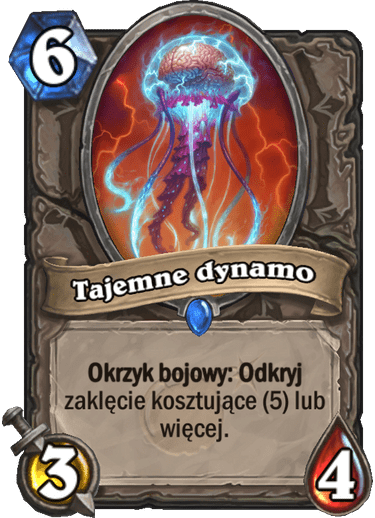 6
Tajemne dynamo
Okrzyk bojowy: Odkryj
zaklęcie kosztujące (5) lub
więcej.
3
4